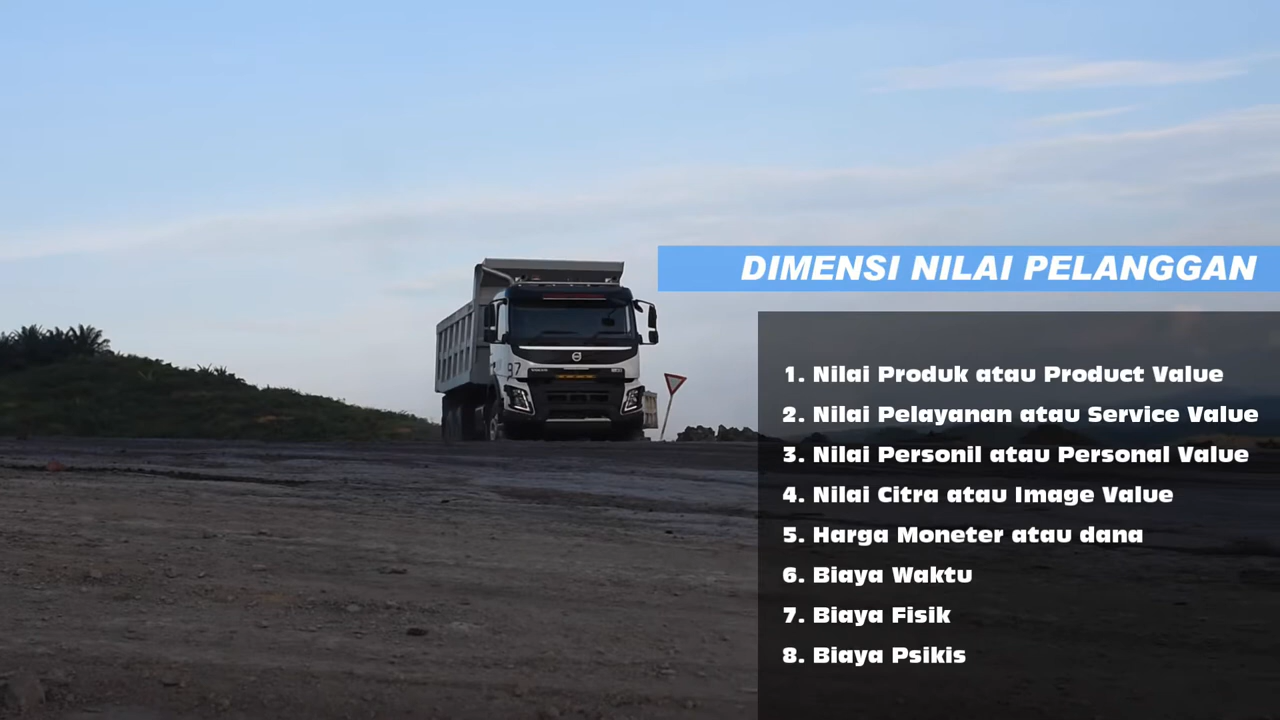 DIMENSI NILAI PELANGGAN
1. Nilai Produk atau Product Value
2. Nilai Pelayanan atau Service Value
3. Nilai Personil atau Personal Value
4. Nilai Citra atau Image Value
5. Harga Moneter atau dana
6. Biaya Waktu
7. Biaya Fisik
8. Biaya Psikis
97
VOLVO